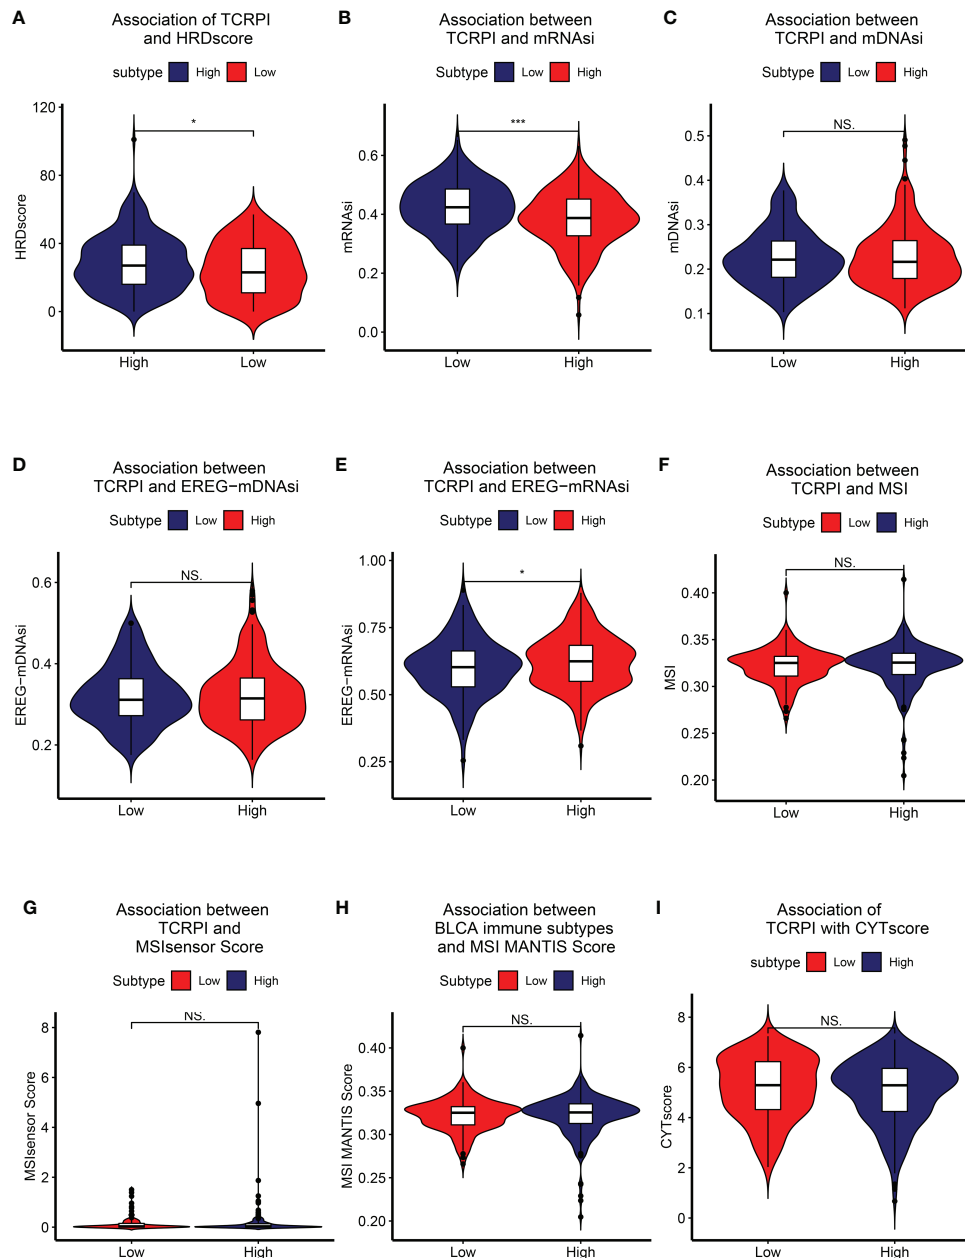 A
Association of TCRPI
and HRDscore
subtype High Low
120
80
40
0
HRDscore
*
High Low
B
Association between
TCRPI and mRNAsi
Subtype Low High
0.6
0.4
0.2
0.0
mRNAsi
***
Low High
C
Association between
TCRPI and mDNAsi
Subtype Low High
0.5
0.4
0.3
0.2
0.1
mDNAsi
NS.
Low High
D
Association between
TCRPI and EREG−mDNAsi
Subtype Low High
0.6
0.4
0.2
EREG−mDNAsi
NS.
Low High
E
Association between
TCRPI and EREG−mRNAsi
Subtype Low High
1.00
0.75
0.50
0.25
EREG−mRNAsi
*
Low High
F
Association between
TCRPI and MSI
Subtype Low High
0.40
0.35
0.30
0.25
0.20
MSI
NS.
Low High
G
Association between
TCRPI and
MSIsensor Score
Subtype Low High
8
6
4
2
0
MSIsensor Score
NS.
Low High
H
Association between
BLCA immune subtypes
and MSI MANTIS Score
Subtype Low High
0.40
0.35
0.30
0.25
0.20
MSI MANTIS Score
NS.
Low High
I
Association of
TCRPI with CYTscore
subtype Low High
8
6
4
2
0
CYTscore
NS.
Low High